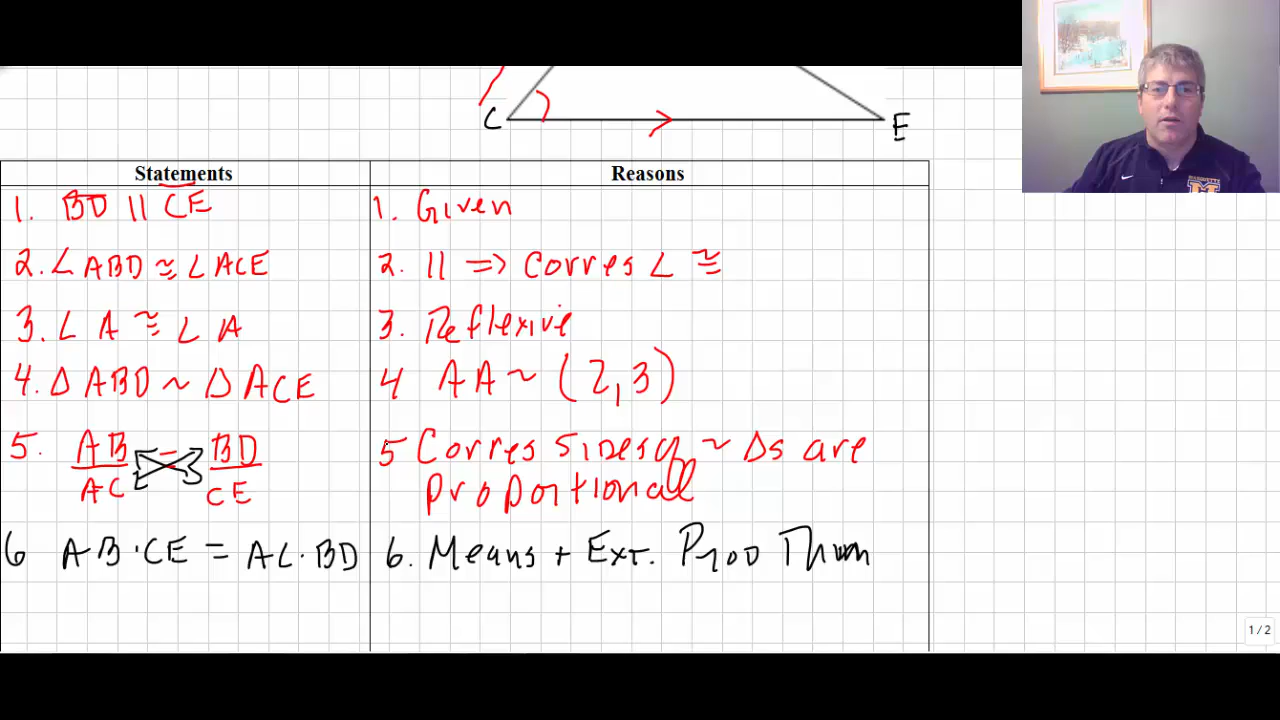 C
E
Statements
Reasons
1. BD || CE
1. Given
2. ∠ABD ≅ ∠ACE
2. || => Corres ∠ ≅
3. ∠A ≅ ∠A
3. Reflexive
4. Δ ABD ~ Δ ACE
4 AA ~ (2,3)
5. AB/AC = BD/CE
5 Corres Sides of ~ Δs are
Proportional
6 AB·CE = AC·BD
6. Means + Ext. Prod Thm
M
1/2